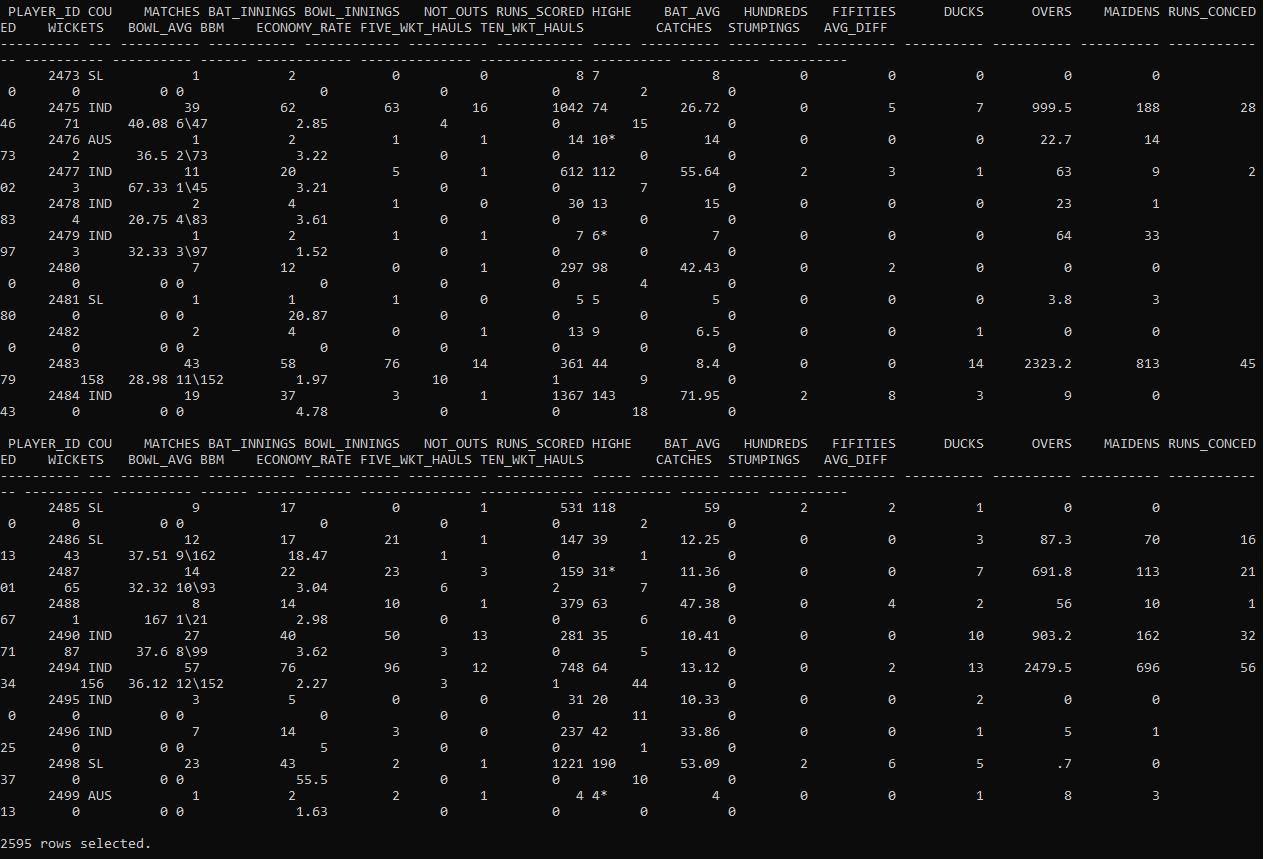 PLAYER_ID COU    MATCHES BAT_INNINGS BOWL_INNINGS   NOT_OUTS RUNS_SCORED HIGHE    BAT_AVG   HUNDREDS   FIFITIES      DUCKS      OVERS    MAIDENS RUNS_CONCED
ED    WICKETS   BOWL_AVG BBM    ECONOMY_RATE FIVE_WKT_HAULS TEN_WKT_HAULS         CATCHES  STUMPINGS   AVG_DIFF
---------- --- ---------- ----------- ------------ ---------- ----------- ----- ---------- ---------- ---------- ---------- ---------- ---------- -----------
-- ---------- ---------- ------ ------------ -------------- ------------- ---------- ---------- ----------
      2473 SL           1           2            0          0           8 7              8          0          0          0          0          0
 0       0          0 0                 0              0             0          2          0
      2475 IND         39          62           63         16        1042 74         26.72          0          5          7      999.5        188          28
46      71      40.08 6\47           2.85              4             0         15          0
      2476 AUS          1           2            1          1          14 10*           14          0          0          0       22.7         14
73       2       36.5 2\73           3.22              0             0          0          0
      2477 IND         11          20            5          1         612 112        55.64          2          3          1         63          9           2
02       3      67.33 1\45           3.21              0             0          7          0
      2478 IND          2           4            1          0          30 13            15          0          0          0         23          1
83       4      20.75 4\83           3.61              0             0          0          0
      2479 IND          1           2            1          1           7 6*             7          0          0          0         64         33
97       3      32.33 3\97           1.52              0             0          0          0
      2480              7          12            0          1         297 98         42.43          0          2          0          0          0
 0       0          0 0                 0              0             0          4          0
      2481 SL           1           1            1          0           5 5              5          0          0          0        3.8          3
80       0          0 0             20.87              0             0          0          0
      2482              2           4            0          1          13 9            6.5          0          0          1          0          0
 0       0          0 0                 0              0             0          0          0
      2483             43          58           76         14         361 44           8.4          0          0         14     2323.2        813          45
79     158      28.98 11\152         1.97             10             1          9          0
      2484 IND         19          37            3          1        1367 143        71.95          2          8          3          9          0
43       0          0 0              4.78              0             0         18          0
 PLAYER_ID COU    MATCHES BAT_INNINGS BOWL_INNINGS   NOT_OUTS RUNS_SCORED HIGHE    BAT_AVG   HUNDREDS   FIFITIES      DUCKS      OVERS    MAIDENS RUNS_CONCED
ED    WICKETS   BOWL_AVG BBM    ECONOMY_RATE FIVE_WKT_HAULS TEN_WKT_HAULS         CATCHES  STUMPINGS   AVG_DIFF
---------- --- ---------- ----------- ------------ ---------- ----------- ----- ---------- ---------- ---------- ---------- ---------- ---------- -----------
-- ---------- ---------- ------ ------------ -------------- ------------- ---------- ---------- ----------
      2485 SL           9          17            0          1         531 118           59          2          2          1          0          0
 0       0          0 0                 0              0             0          2          0
      2486 SL          12          17           21          1         147 39         12.25          0          0          3       87.3         70          16
13      43      37.51 9\162         18.47              1             0          1          0
      2487             14          22           23          3         159 31*        11.36          0          0          7      691.8        113          21
01      65      32.32 10\93          3.04              6             2          7          0
      2488              8          14           10          1         379 63         47.38          0          4          2         56         10           1
67       1        167 1\21           2.98              0             0          6          0
      2490 IND         27          40           50         13         281 35         10.41          0          0         10      903.2        162          32
71      87       37.6 8\99           3.62              3             0          5          0
      2494 IND         57          76           96         12         748 64         13.12          0          2         13     2479.5        696          56
34     156      36.12 12\152         2.27              3             1         44          0
      2495 IND          3           5            0          0          31 20         10.33          0          0          2          0          0
 0       0          0 0                 0              0             0         11          0
      2496 IND          7          14            3          0         237 42         33.86          0          0          1          5          1
25       0          0 0                 5              0             0          1          0
      2498 SL          23          43            2          1        1221 190        53.09          2          6          5         .7          0
37       0          0 0              55.5              0             0         10          0
      2499 AUS          1           2            2          1           4 4*             4          0          0          1          8          3
13       0          0 0              1.63              0             0          0          0
2595 rows selected.